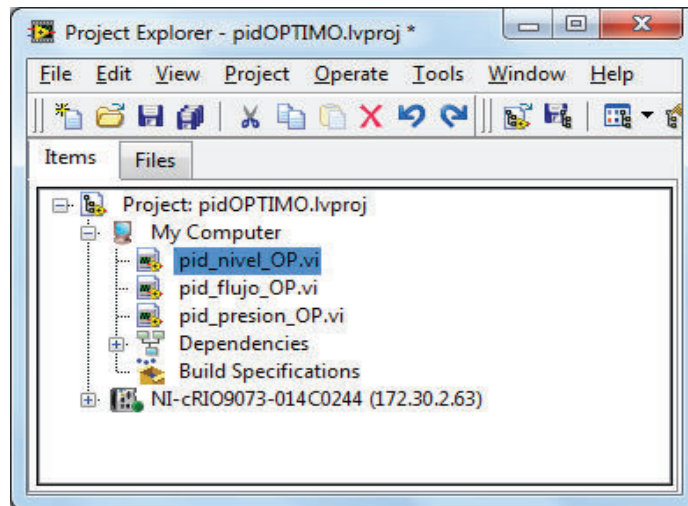 Project Explorer - pidOPTIMO.lvproj *
File Edit View Project Operate Tools Window Help
Items Files
Project: pidOPTIMO.lvproj
My Computer
pid_nivel_OP.vi
pid_flujo_OP.vi
pid_presion_OP.vi
Dependencies
Build Specifications
NI-cRIO9073-014C0244 (172.30.2.63)